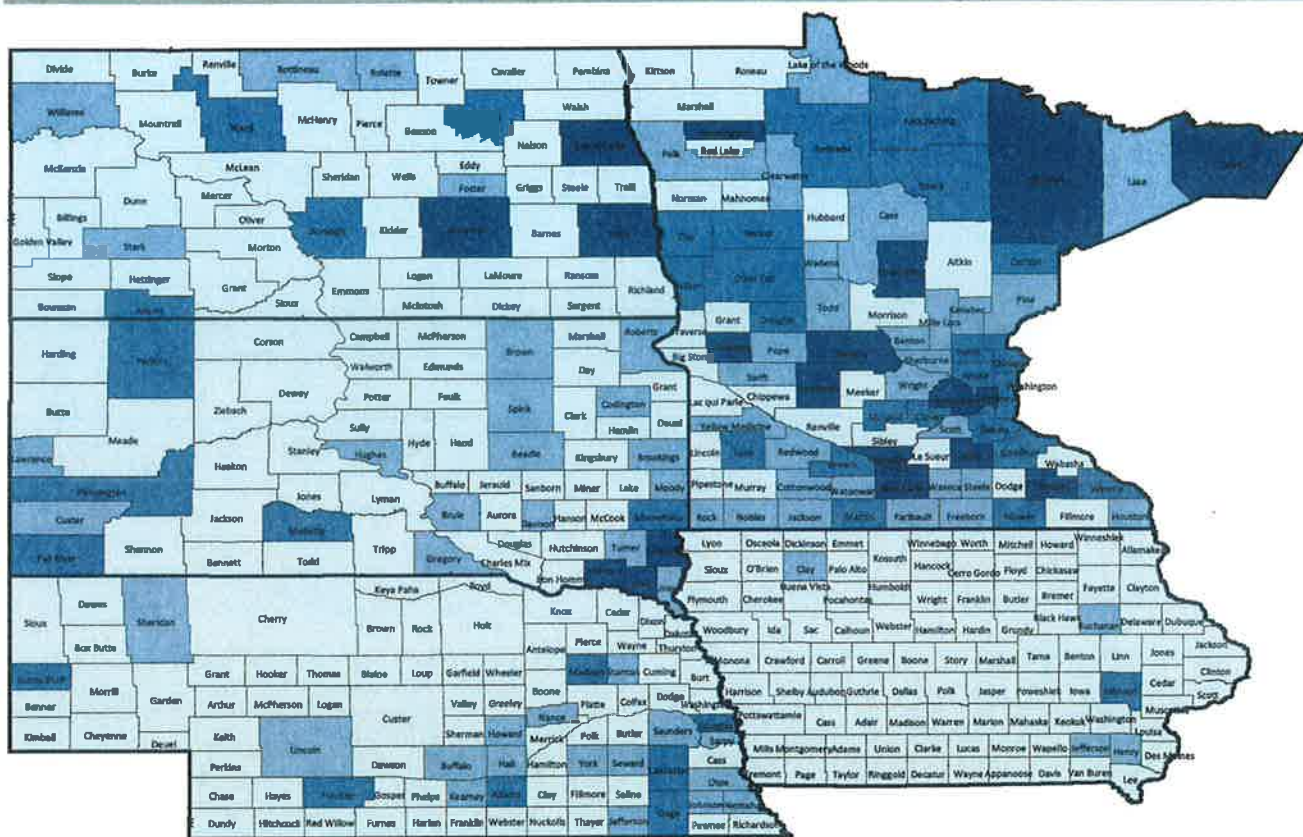 Divide Burke Renville Bottineau Rolette Towner Cavalier Pembina Kittson Roseau Lake of the Woods
Williams Mountrail Ward McHenry Pierce Benson Walsh Marshall
McKenzie McLean Sheridan Wells Eddy Nelson Polk Red Lake Clearwater Lake
Dunn Mercer Oliver Foster Griggs Steele Traill Norman Mahnomen Hubbard Cass
Golden Valley Billings Stark Morton Burleigh Kidder Barnes Becker Wadena Aitkin Carlton
Slope Hettinger Grant Sioux Emmons Logan LaMoure Ransom Richland Otter Tail Pine
Bowman McIntosh Dickey Sargent Grant Douglas Todd Morrison Mille Lacs Kanabec
Harding Perkins Corson Campbell McPherson Brown Marshall Roberts Traverse Pope Benton Sherburne
Butte Meade Ziebach Dewey Walworth Edmunds Day Grant Big Stone Swift Meeker Wright Washington
Potter Faulk Spink Clark Codington Hamlin Deuel Lac qui Parle Chippewa Renville Scott
Lawrence Haakon Stanley Sully Hughes Hyde Hand Beadle Kingsbury Brookings Yellow Medicine Lincoln Redwood Sibley Le Sueur Wabasha
Pennington Custer Jackson Jones Lyman Buffalo Jerauld Sanborn Miner Lake Moody Pipestone Murray Cottonwood Watonwan Waseca Steele Dodge
Fall River Shannon Bennett Mellette Todd Tripp Brule Aurora Davison Hanson McCook Rock Nobles Jackson Martin Faribault Freeborn Mower Fillmore Houston
Gregory Douglas Charles Mix Hutchinson Turner Bon Homme
Lyon Osceola Dickinson Emmet Kossuth Winnebago Worth Mitchell Howard Winneshiek Allamakee
Sioux O'Brien Clay Palo Alto Hancock Cerro Gordo Floyd Chickasaw Fayette Clayton
Plymouth Cherokee Buena Vista Pocahontas Humboldt Wright Franklin Butler Bremer
Woodbury Ida Sac Calhoun Webster Hamilton Hardin Grundy Black Hawk Buchanan Delaware Dubuque
Monona Crawford Carroll Greene Boone Story Marshall Tama Benton Linn Jones Jackson
Harrison Shelby Audubon Guthrie Dallas Polk Jasper Poweshiek Iowa Johnson Cedar Clinton Scott
Pottawattamie Cass Adair Madison Warren Marion Mahaska Keokuk Washington Louisa
Mills Montgomery Adams Union Clarke Lucas Monroe Wapello Jefferson Henry Des Moines
Page Taylor Ringgold Decatur Wayne Appanoose Davis Van Buren Lee
Sioux Dawes Sheridan Cherry Keya Paha Boyd Knox Cedar Dixon
Box Butte Brown Rock Holt Antelope Pierce Wayne Thurston
Morrill Garden Grant Hooker Thomas Blaine Loup Garfield Wheeler Madison Stanton Cuming Burt
Banner Arthur McPherson Logan Custer Valley Greeley Boone Platte Colfax Dodge Washington
Kimball Cheyenne Deuel Keith Lincoln Sherman Howard Nance Merrick Polk Butler Saunders Sarpy
Perkins Dawson Buffalo Hall Hamilton York Seward Lancaster Cass
Chase Hayes Gosper Phelps Kearney Adams Clay Fillmore Saline Otoe
Dundy Hitchcock Red Willow Furnas Harlan Franklin Webster Nuckolls Thayer Jefferson Gage Johnson Pawnee Richardson